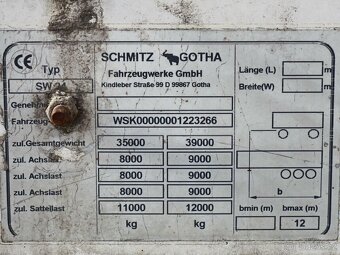 CE
SCHMITZ GOTHA
Fahrzeugwerke GmbH
Kindleber Straße 99 D 99867 Gotha
Typ
SW
Länge (L)
m
Breite(W)
m
Fahrzeug
WSK00000001223266
zul.Gesamtgewicht 35000 39000
zul. Achslast 8000 9000
zul. Achslast 8000 9000
zul. Achslast 8000 9000
zul. Sattellast 11000 12000
kg kg
b
bmin (m) bmax (m)
12